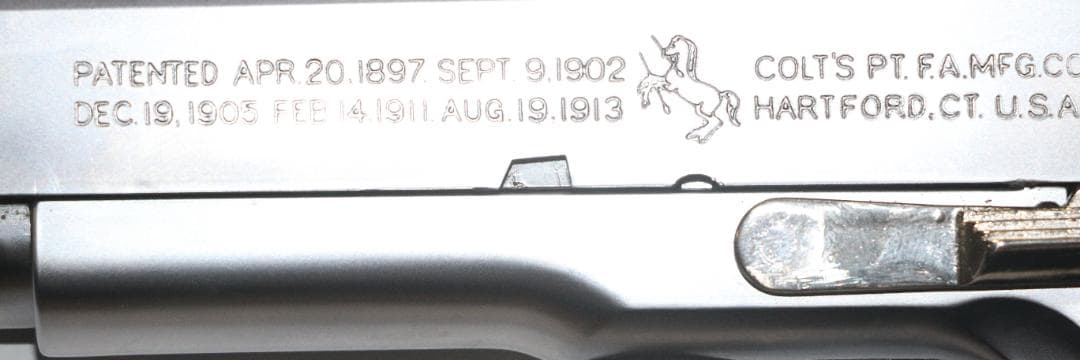 PATENTED APR.20.1897. SEPT. 9.1902
DEC.19,1905 FEB 14.1911. AUG.19.1913
COLT'S PT. F.A.MFG.CO
HARTFORD,CT. U.S.A